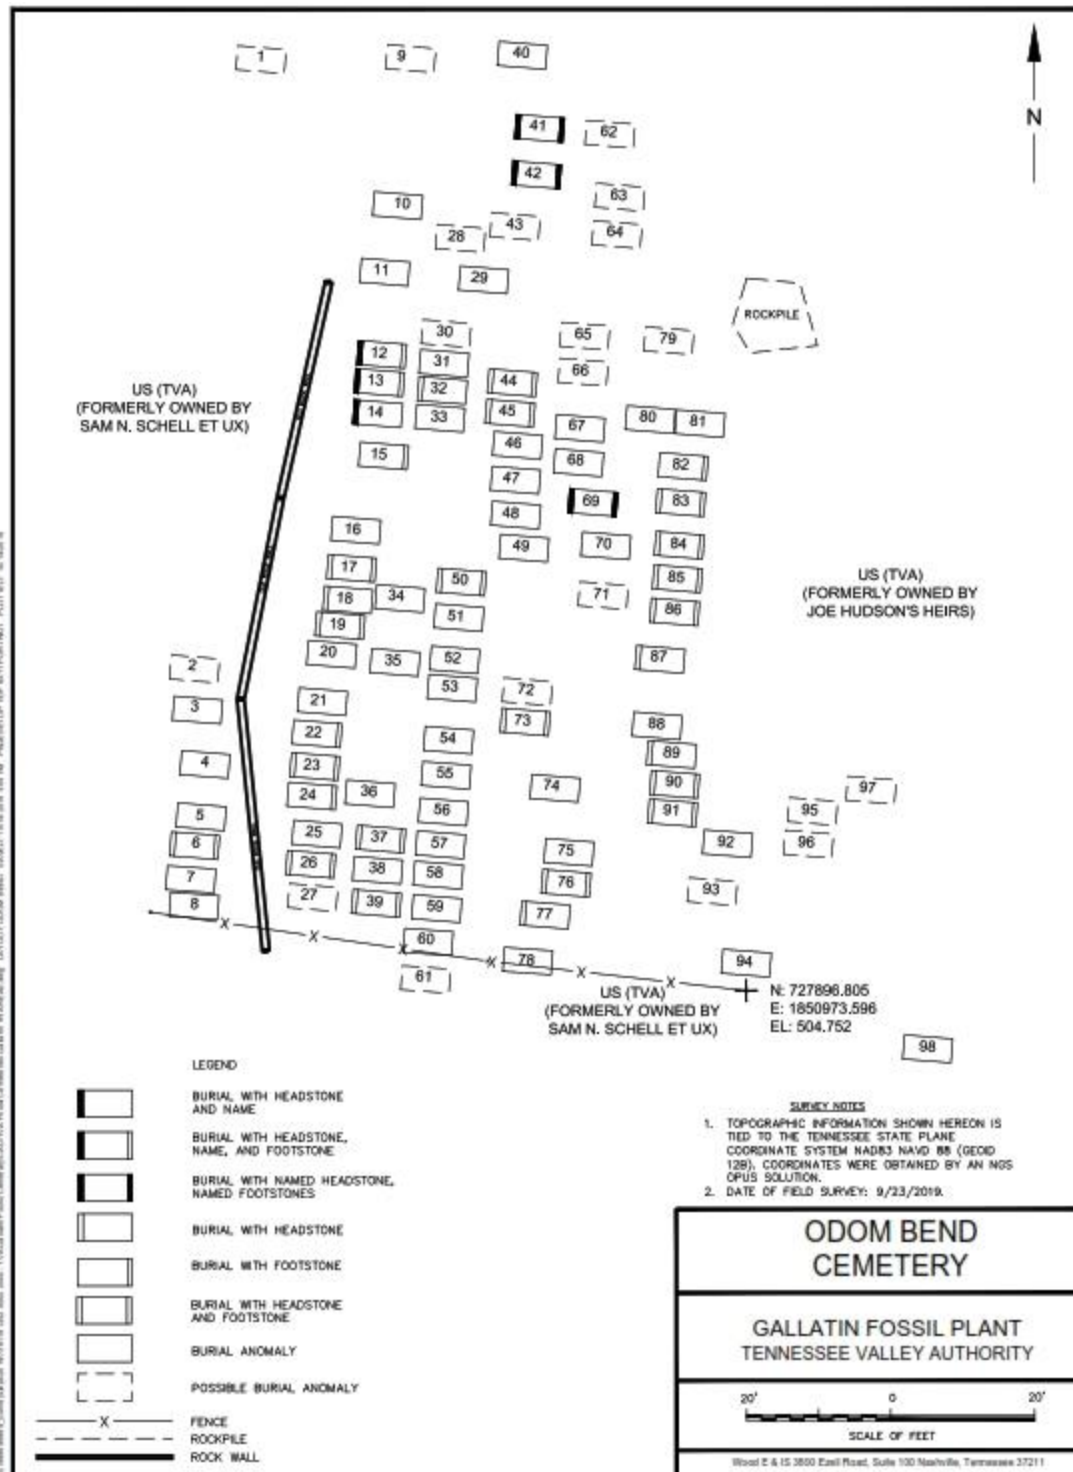 1
9
40
41
62
42
63
10
43
64
28
11
29
ROCKPILE
30
65
79
12
31
66
13
32
44
US (TVA)
(FORMERLY OWNED BY
SAM N. SCHELL ET UX)
14
33
45
67
80
81
46
15
68
82
47
69
83
48
16
49
70
84
17
50
85
US (TVA)
(FORMERLY OWNED BY
JOE HUDSON'S HEIRS)
18
34
71
86
19
51
20
35
52
87
2
53
72
3
21
73
88
22
54
89
4
23
55
90
24
36
74
97
5
56
91
95
25
37
57
75
92
96
6
26
38
58
76
93
7
27
39
59
77
8
X
60
X
X
78
94
61
X
X
X
N
US (TVA)
(FORMERLY OWNED BY
SAM N. SCHELL ET UX)
N: 727896.805
E: 1850973.596
EL: 504.752
98
LEGEND
BURIAL WITH HEADSTONE
AND NAME
BURIAL WITH HEADSTONE,
NAME, AND FOOTSTONE
BURIAL WITH NAMED HEADSTONE,
NAMED FOOTSTONES
BURIAL WITH HEADSTONE
BURIAL WITH FOOTSTONE
BURIAL WITH HEADSTONE
AND FOOTSTONE
BURIAL ANOMALY
POSSIBLE BURIAL ANOMALY
X FENCE
ROCKPILE
ROCK WALL
SURVEY NOTES
1. TOPOGRAPHIC INFORMATION SHOWN HEREON IS
TIED TO THE TENNESSEE STATE PLANE
COORDINATE SYSTEM NAD83 NAVD 88 (GEOID
12B). COORDINATES WERE OBTAINED BY AN NGS
OPUS SOLUTION.
2. DATE OF FIELD SURVEY: 9/23/2019.
ODOM BEND
CEMETERY
GALLATIN FOSSIL PLANT
TENNESSEE VALLEY AUTHORITY
20' 0 20'
SCALE OF FEET
Wood E & IS 3800 Ezell Road, Suite 100 Nashville, Tennessee 37211